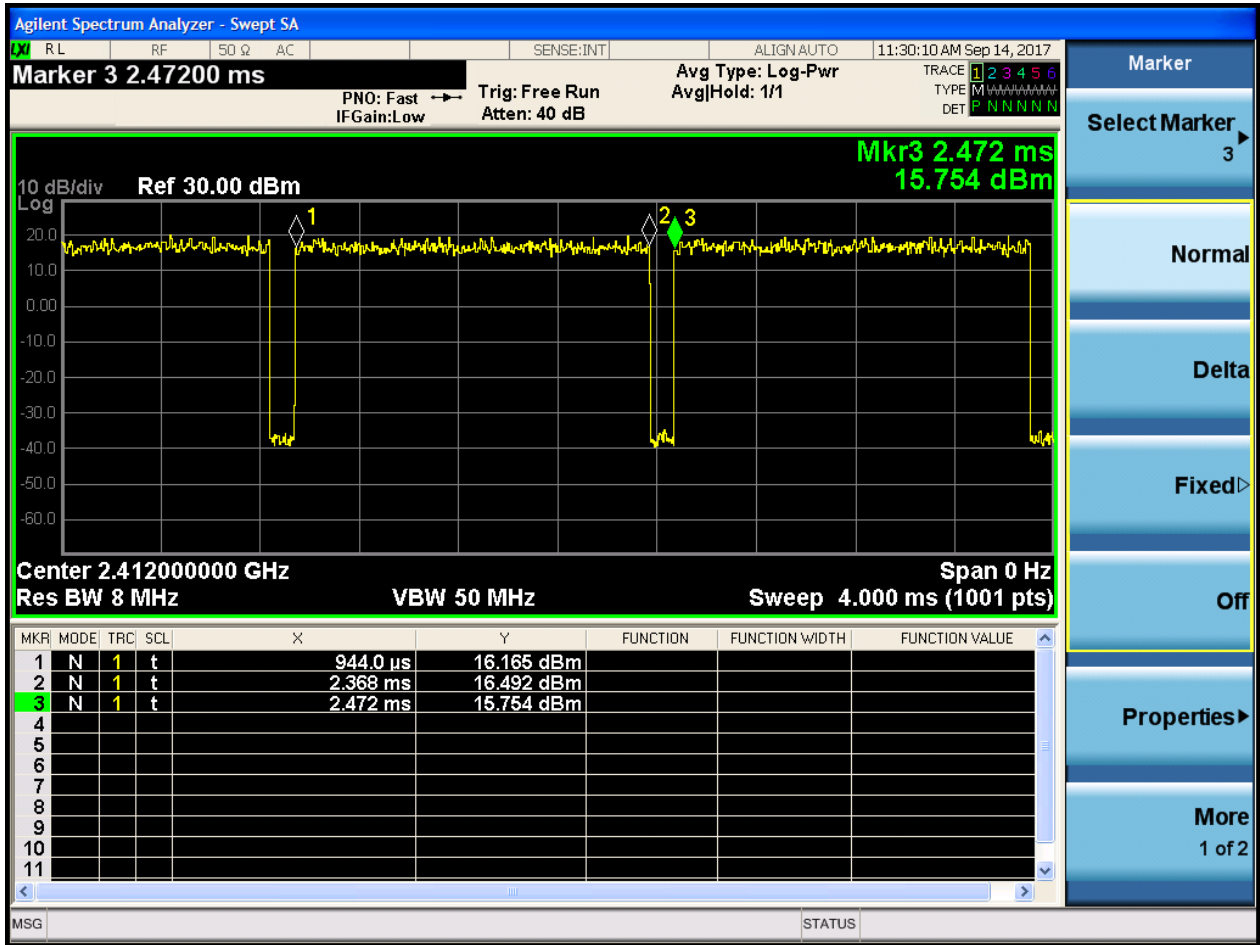 Agilent Spectrum Analyzer - Swept SA
LXI RL RF 50 Ω AC SENSE:INT ALIGN AUTO 11:30:10 AM Sep 14, 2017
Marker 3 2.47200 ms
PNO: Fast
IFGain:Low
Trig: Free Run
Atten: 40 dB
Avg Type: Log-Pwr
Avg|Hold: 1/1
TRACE 1 2 3 4 5 6
TYPE M
DET P N N N N N
Mkr3 2.472 ms
15.754 dBm
10 dB/div Ref 30.00 dBm
Log
1
2 3
20.0
10.0
0.00
-10.0
-20.0
-30.0
-40.0
-50.0
-60.0
Center 2.412000000 GHz Span 0 Hz
Res BW 8 MHz VBW 50 MHz Sweep 4.000 ms (1001 pts)
MKR MODE TRC SCL X Y FUNCTION FUNCTION WIDTH FUNCTION VALUE
1 N 1 t 944.0 µs 16.165 dBm
2 N 1 t 2.368 ms 16.492 dBm
3 N 1 t 2.472 ms 15.754 dBm
4
5
6
7
8
9
10
11
MSG STATUS
Marker
Select Marker
3
Normal
Delta
Fixed
Off
Properties
More
1 of 2